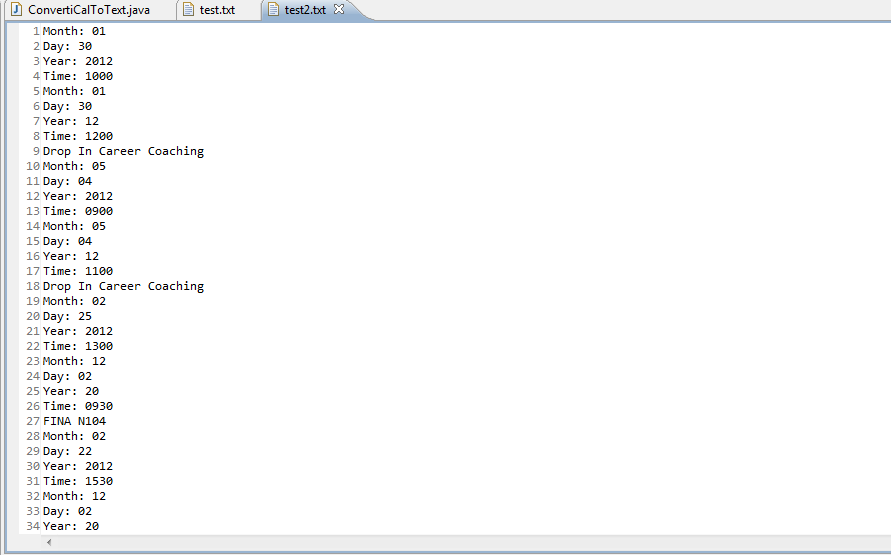 ConvertiCalToText.java test.txt test2.txt
1 Month: 01
2 Day: 30
3 Year: 2012
4 Time: 1000
5 Month: 01
6 Day: 30
7 Year: 12
8 Time: 1200
9 Drop In Career Coaching
10 Month: 05
11 Day: 04
12 Year: 2012
13 Time: 0900
14 Month: 05
15 Day: 04
16 Year: 12
17 Time: 1100
18 Drop In Career Coaching
19 Month: 02
20 Day: 25
21 Year: 2012
22 Time: 1300
23 Month: 12
24 Day: 02
25 Year: 20
26 Time: 0930
27 FINA N104
28 Month: 02
29 Day: 22
30 Year: 2012
31 Time: 1530
32 Month: 12
33 Day: 02
34 Year: 20